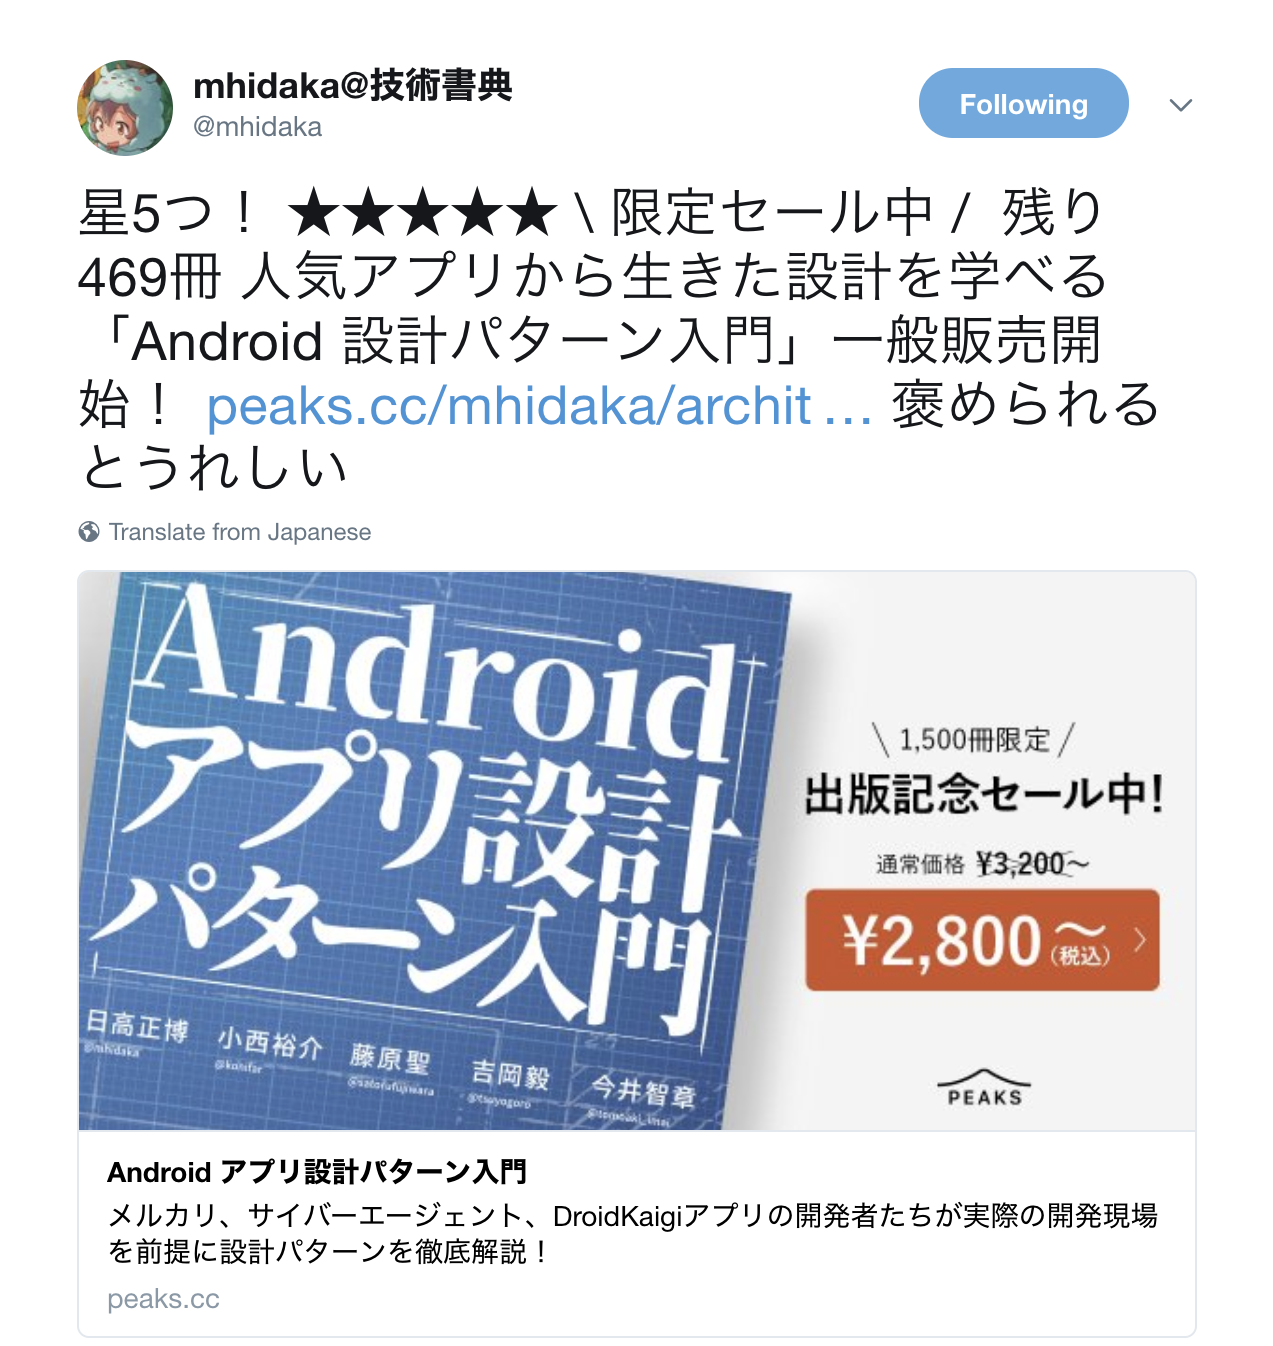 mhidaka@技術書典
@mhidaka
Following
星5つ！ ★★★★★ \ 限定セール中 / 残り
469冊 人気アプリから生きた設計を学べる
「Android 設計パターン入門」一般販売開
始！ peaks.cc/mhidaka/archit … 褒められる
とうれしい
Translate from Japanese
Android
アプリ設計
パターン入門
日高正博 小西裕介 藤原聖 吉岡毅 今井智章
@mhidaka @konifar @satorufujiwara @tsuyogoro @tomoaki_imai
\ 1,500冊限定 /
出版記念セール中!
通常価格 ¥3,200〜
¥2,800〜 (税込)
PEAKS
Android アプリ設計パターン入門
メルカリ、サイバーエージェント、DroidKaigiアプリの開発者たちが実際の開発現場
を前提に設計パターンを徹底解説！
peaks.cc